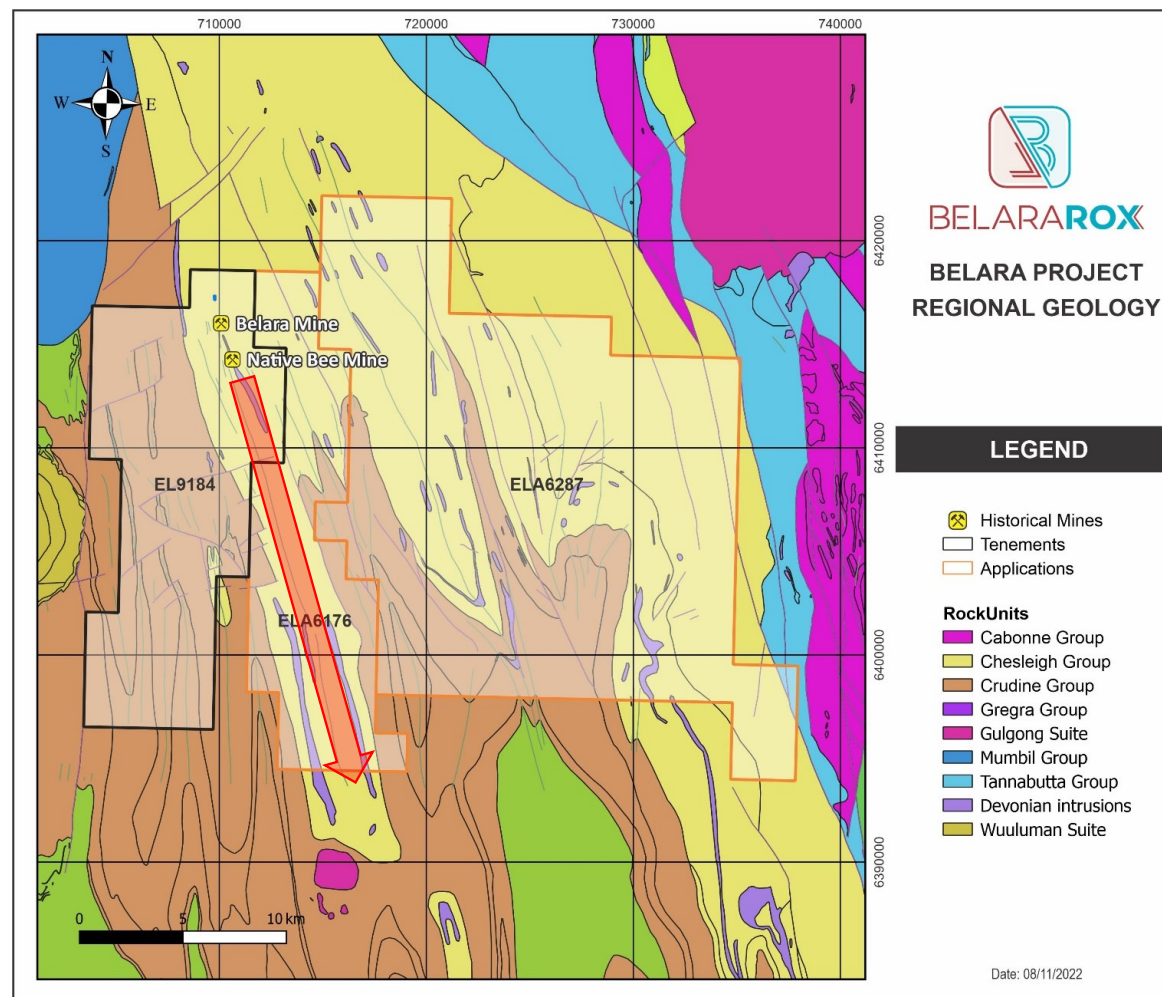 710000
720000
730000
740000
N
W
E
S
6420000
6410000
6400000
6390000
Belara Mine
Native Bee Mine
EL9184
ELA6287
ELA6176
0
5
10 km
BELARAROX
BELARA PROJECT
REGIONAL GEOLOGY
LEGEND
Historical Mines
Tenements
Applications
RockUnits
Cabonne Group
Chesleigh Group
Crudine Group
Gregra Group
Gulgong Suite
Mumbil Group
Tannabutta Group
Devonian intrusions
Wuuluman Suite
Date: 08/11/2022